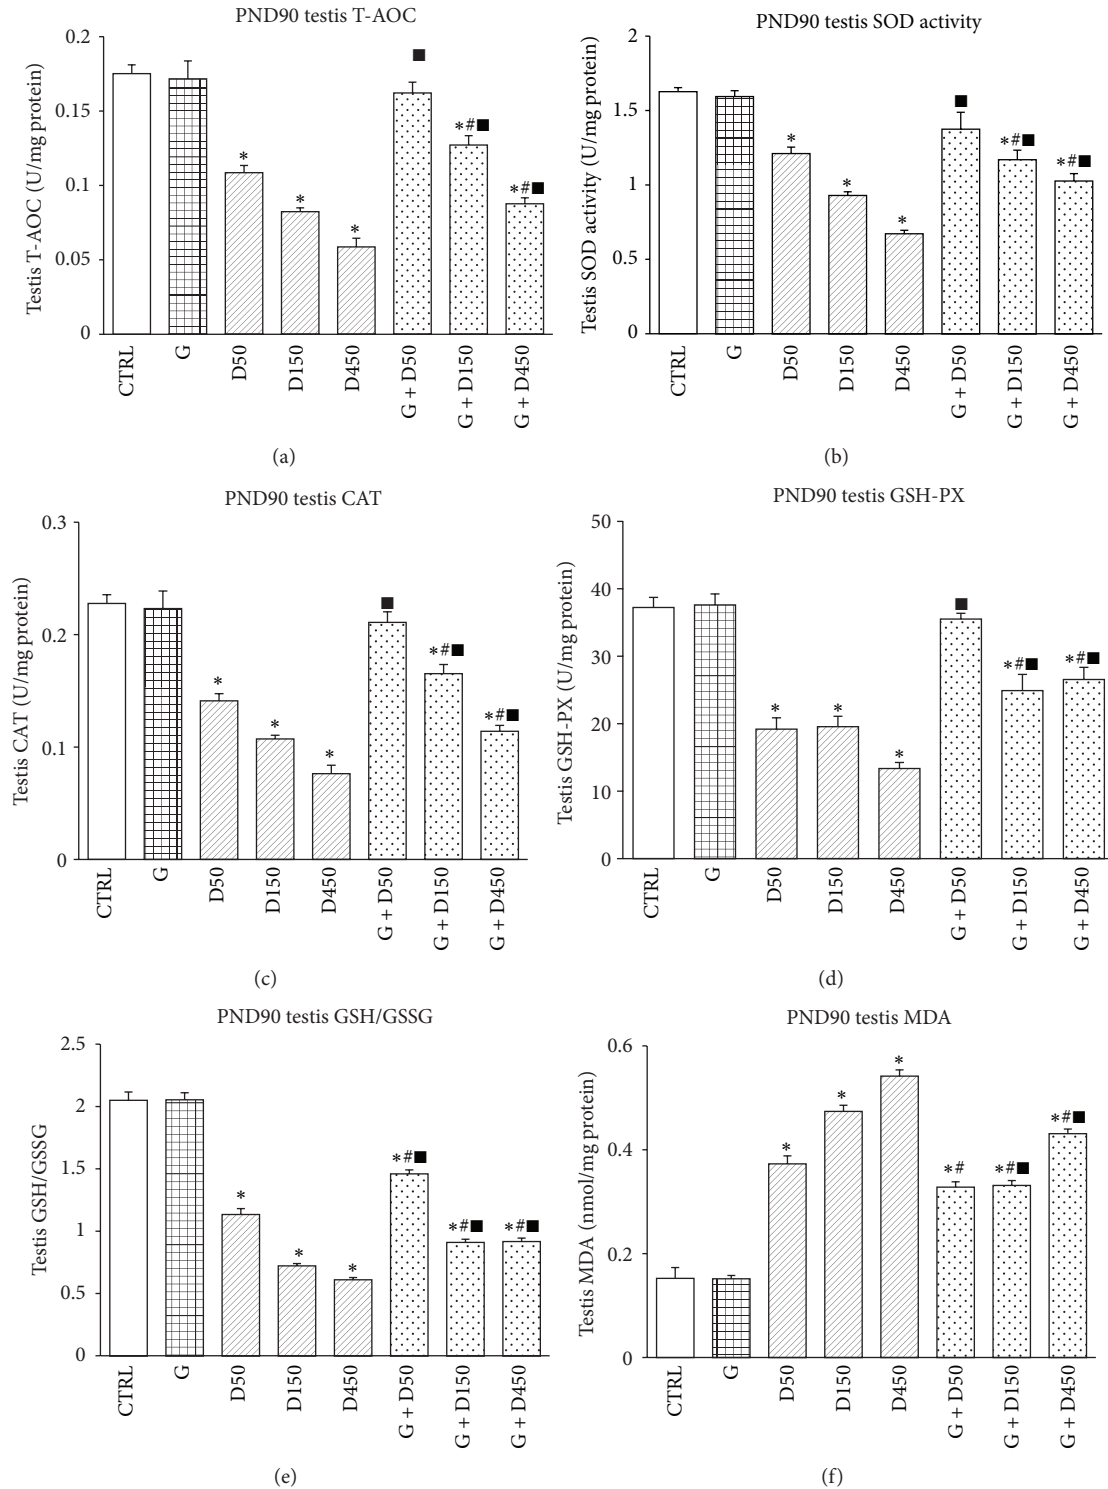 PND90 testis T-AOC
Testis T-AOC (U/mg protein)
0.2
0.15
0.1
0.05
0
*
*
*
■
*#■
*#■
CTRL
G
D50
D150
D450
G + D50
G + D150
G + D450
(a)
PND90 testis SOD activity
Testis SOD activity (U/mg protein)
2
1.5
1
0.5
0
*
*
*
■
*#■
*#■
CTRL
G
D50
D150
D450
G + D50
G + D150
G + D450
(b)
PND90 testis CAT
Testis CAT (U/mg protein)
0.3
0.2
0.1
0
*
*
*
■
*#■
*#■
CTRL
G
D50
D150
D450
G + D50
G + D150
G + D450
(c)
PND90 testis GSH-PX
Testis GSH-PX (U/mg protein)
50
40
30
20
10
0
*
*
*
■
*#■
*#■
CTRL
G
D50
D150
D450
G + D50
G + D150
G + D450
(d)
PND90 testis GSH/GSSG
Testis GSH/GSSG
2.5
2
1.5
1
0.5
0
*
*
*
*#■
*#■
*#■
CTRL
G
D50
D150
D450
G + D50
G + D150
G + D450
(e)
PND90 testis MDA
Testis MDA (nmol/mg protein)
0.6
0.4
0.2
0
*
*
*
*#
*#■
*#■
CTRL
G
D50
D150
D450
G + D50
G + D150
G + D450
(f)